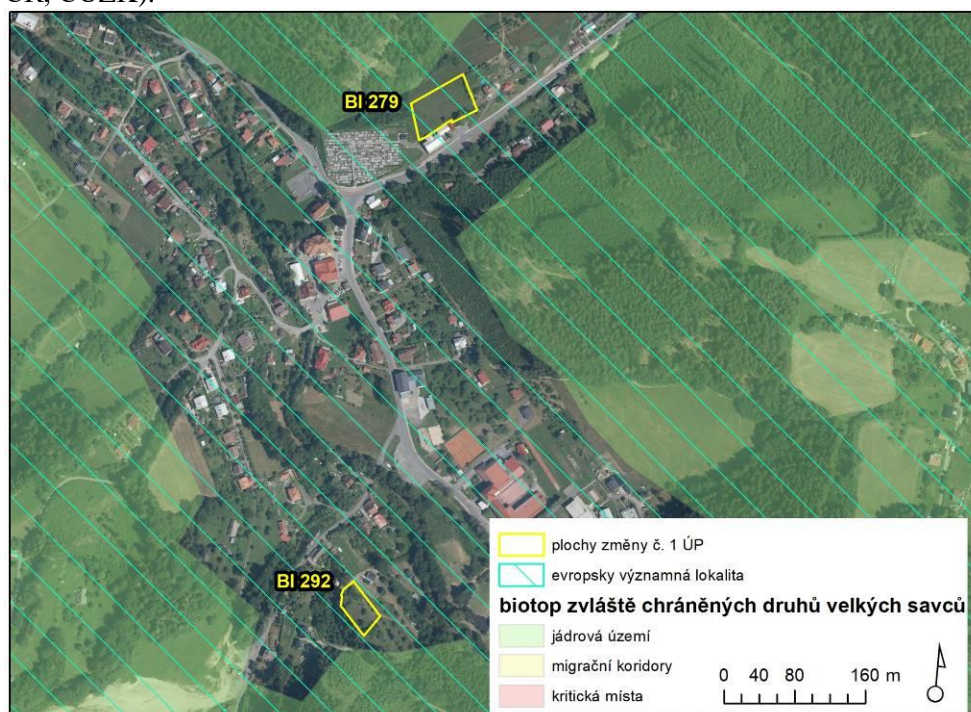 BI 279
BI 292
plochy změny č. 1 ÚP
evropsky významná lokalita
biotop zvláště chráněných druhů velkých savců
jádrová území
migrační koridory
kritická místa
0 40 80 160 m